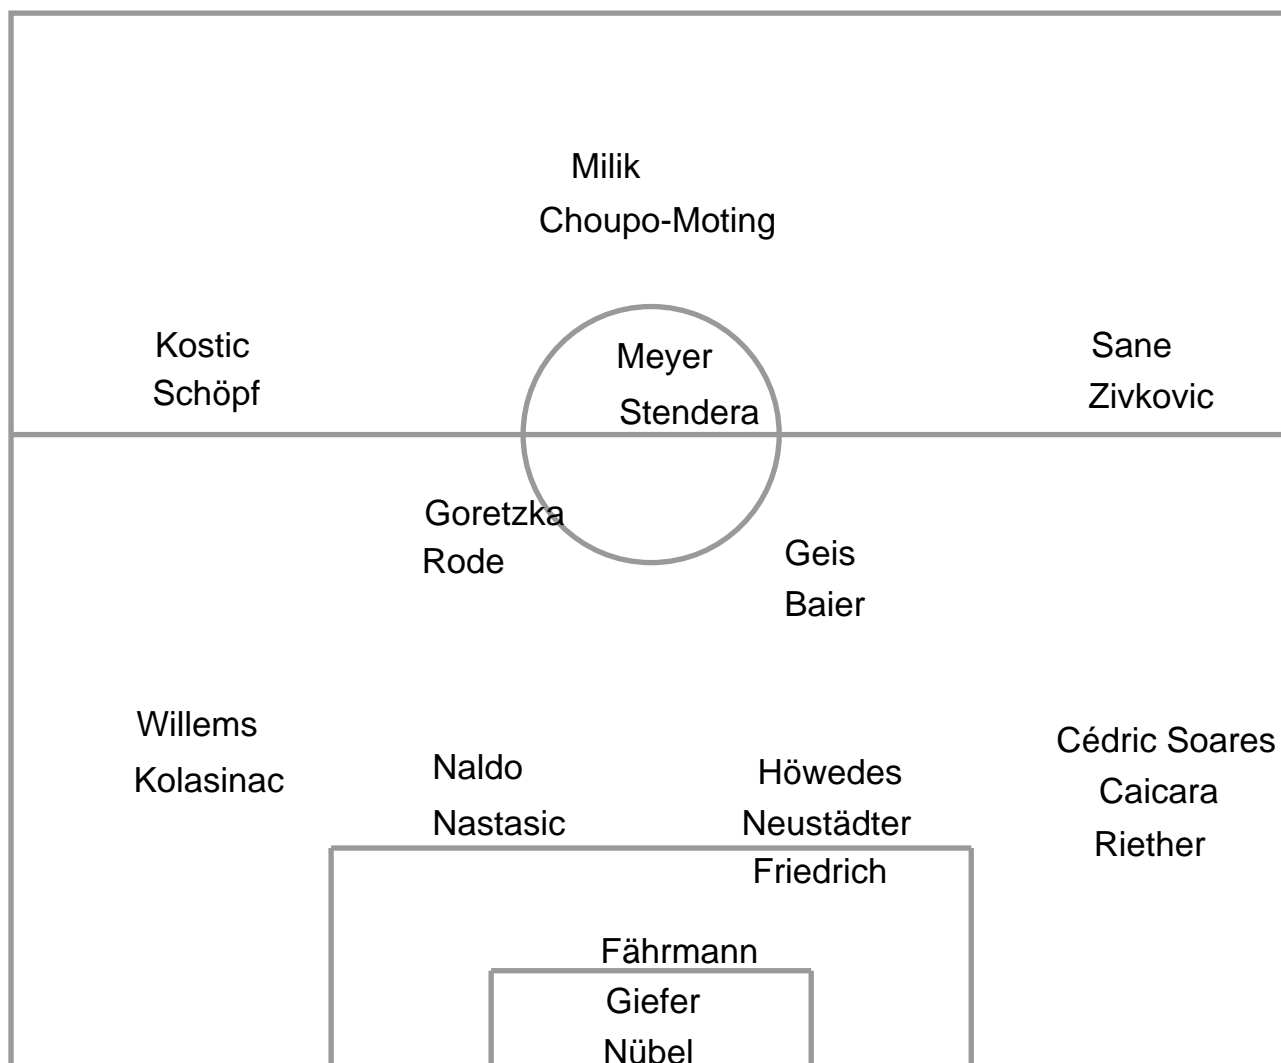 Milik
Choupo-Moting
Kostic
Schöpf
Meyer
Stendera
Sane
Zivkovic
Goretzka
Rode
Geis
Baier
Willems
Kolasinac
Naldo
Nastasic
Höwedes
Neustädter
Friedrich
Cédric Soares
Caicara
Riether
Fährmann
Giefer
Nübel